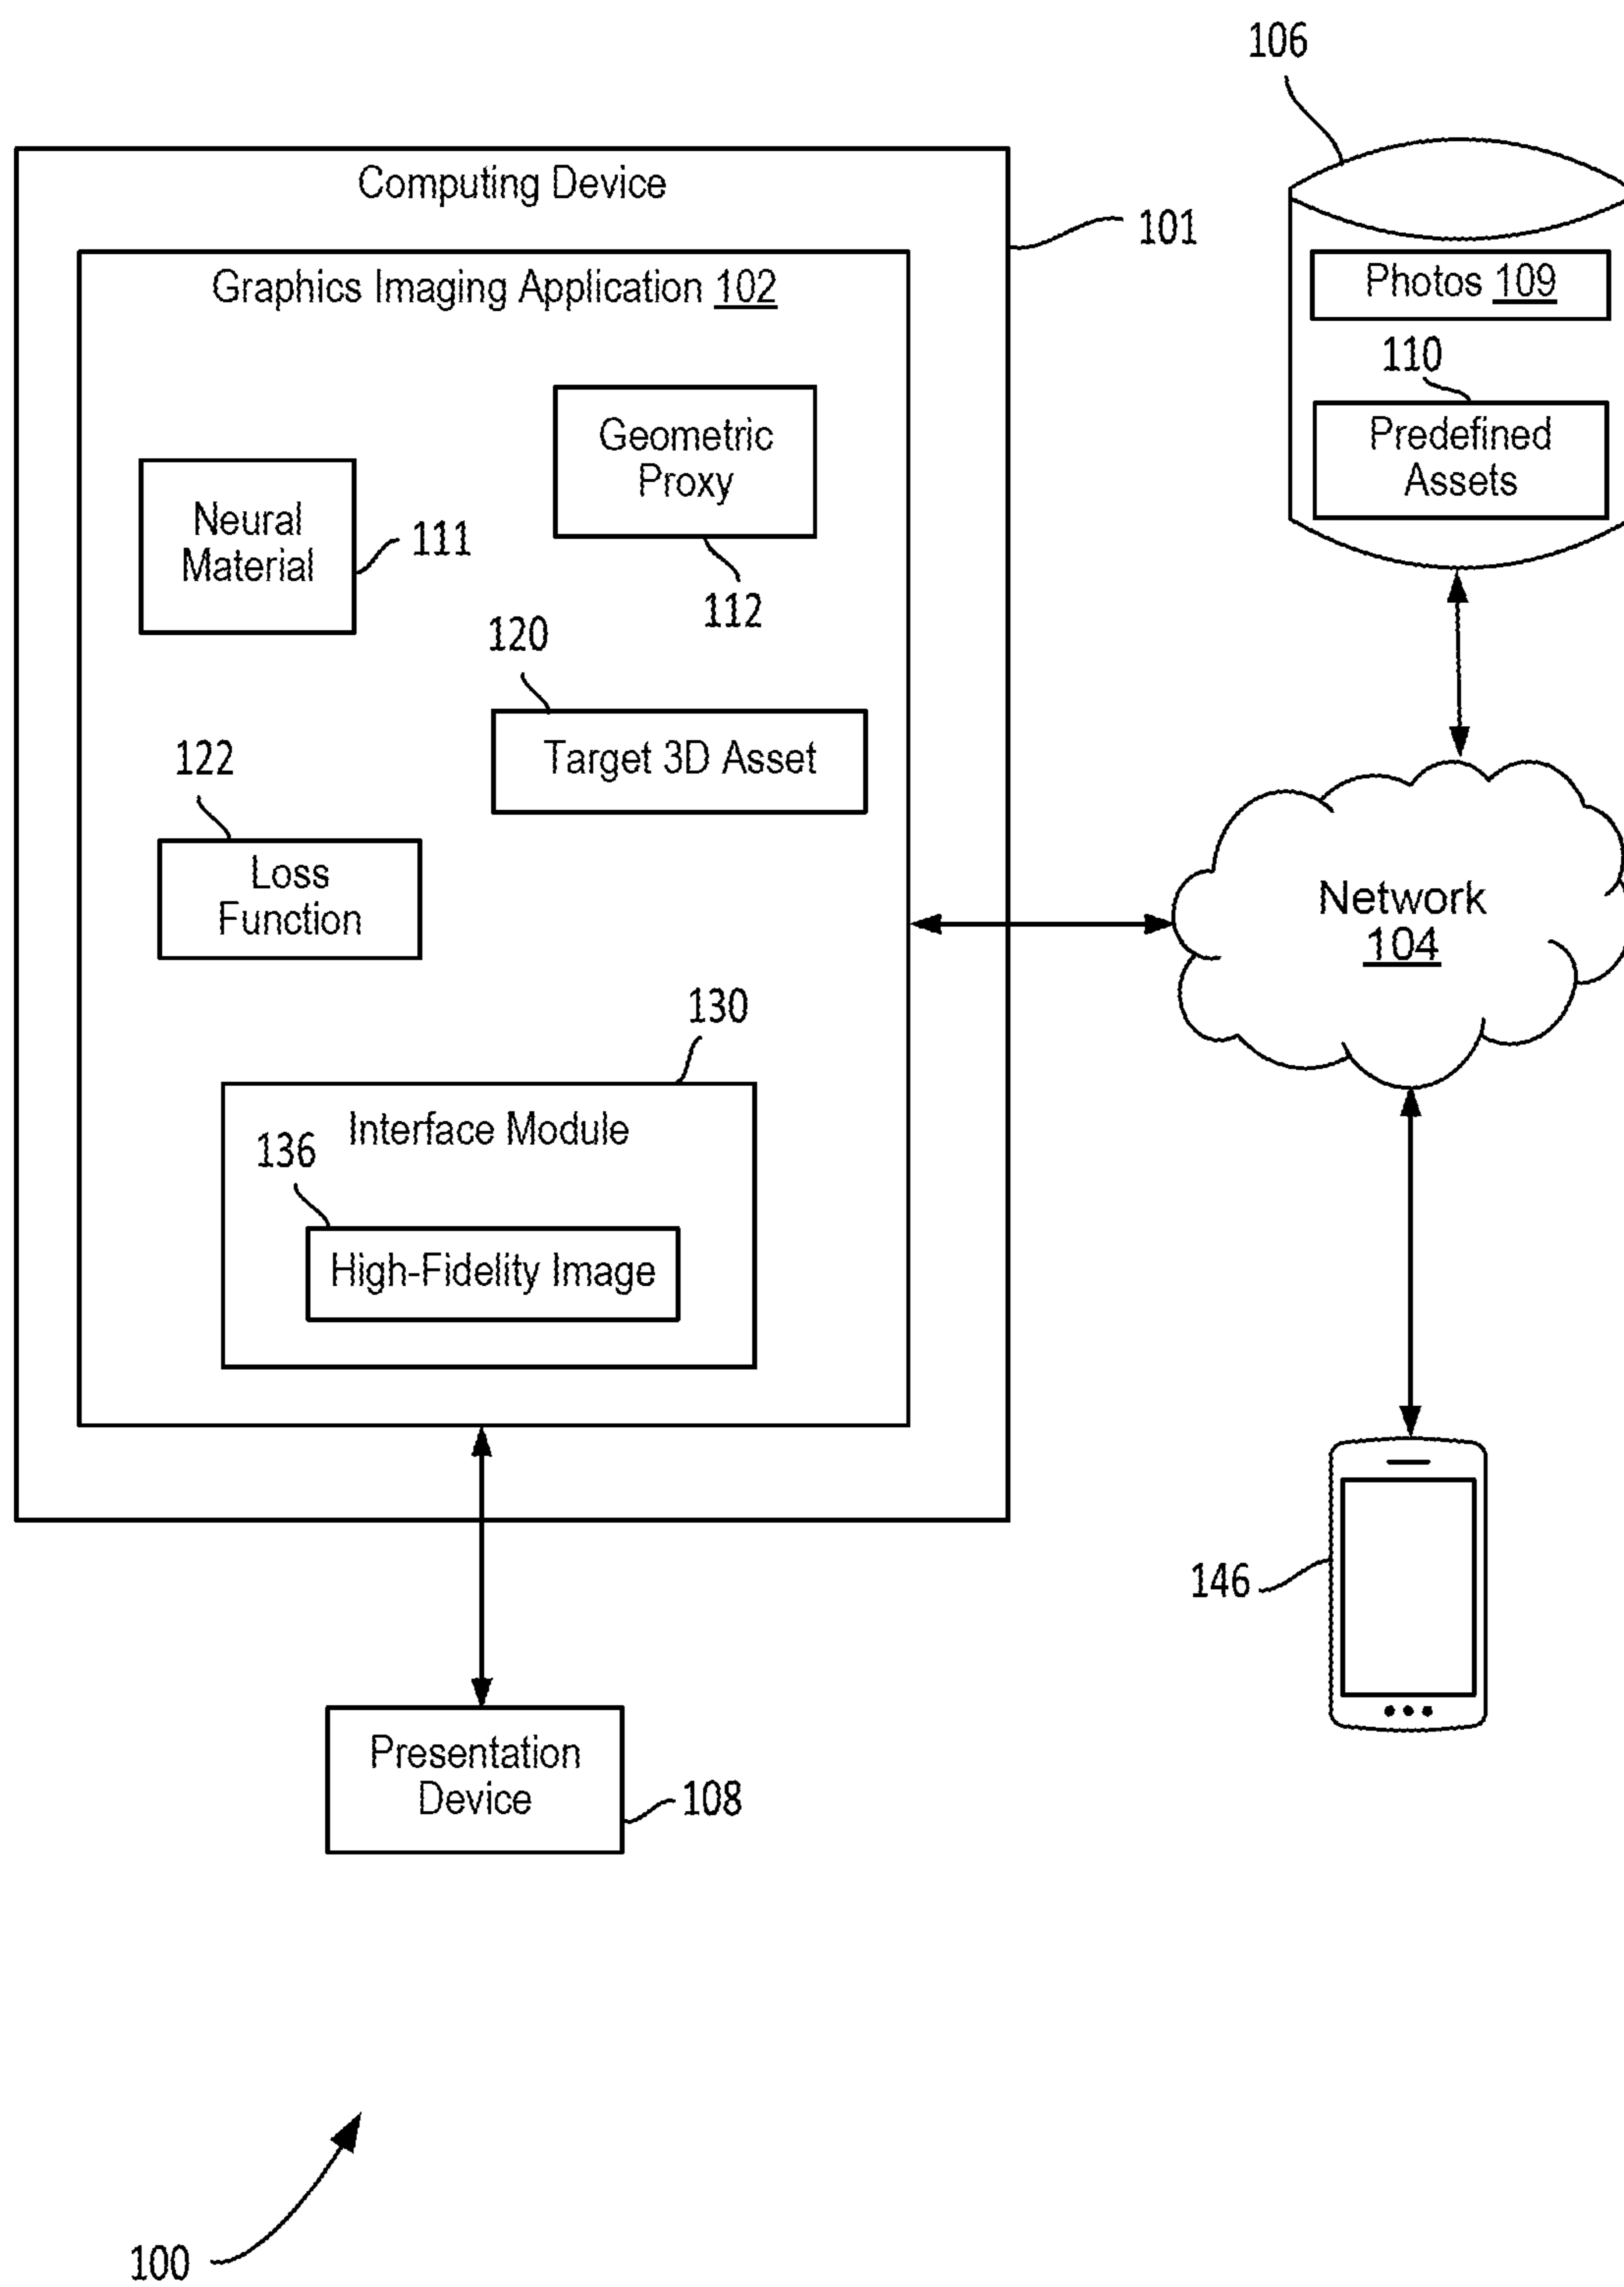 106
Computing Device
101
Graphics Imaging Application 102
Photos 109
110
Predefined
Assets
Geometric
Proxy
112
Neural
Material
111
120
Target 3D Asset
122
Loss
Function
Network
104
130
Interface Module
136
High-Fidelity Image
146
Presentation
Device
108
100